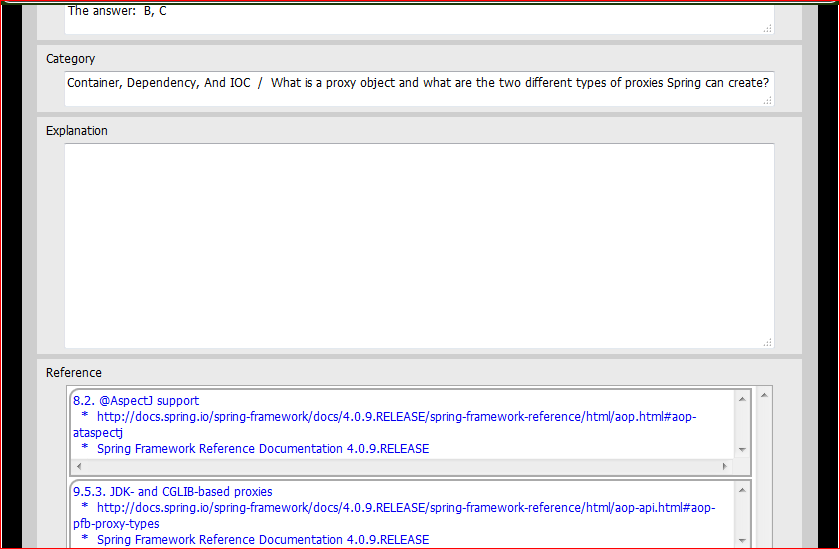 The answer:  B, C
Category
Container, Dependency, And IOC  /  What is a proxy object and what are the two different types of proxies Spring can create?
Explanation
Reference
8.2. @AspectJ support
*  http://docs.spring.io/spring-framework/docs/4.0.9.RELEASE/spring-framework-reference/html/aop.html#aop-
ataspectj
*  Spring Framework Reference Documentation 4.0.9.RELEASE
9.5.3. JDK- and CGLIB-based proxies
*  http://docs.spring.io/spring-framework/docs/4.0.9.RELEASE/spring-framework-reference/html/aop-api.html#aop-
pfb-proxy-types
*  Spring Framework Reference Documentation 4.0.9.RELEASE